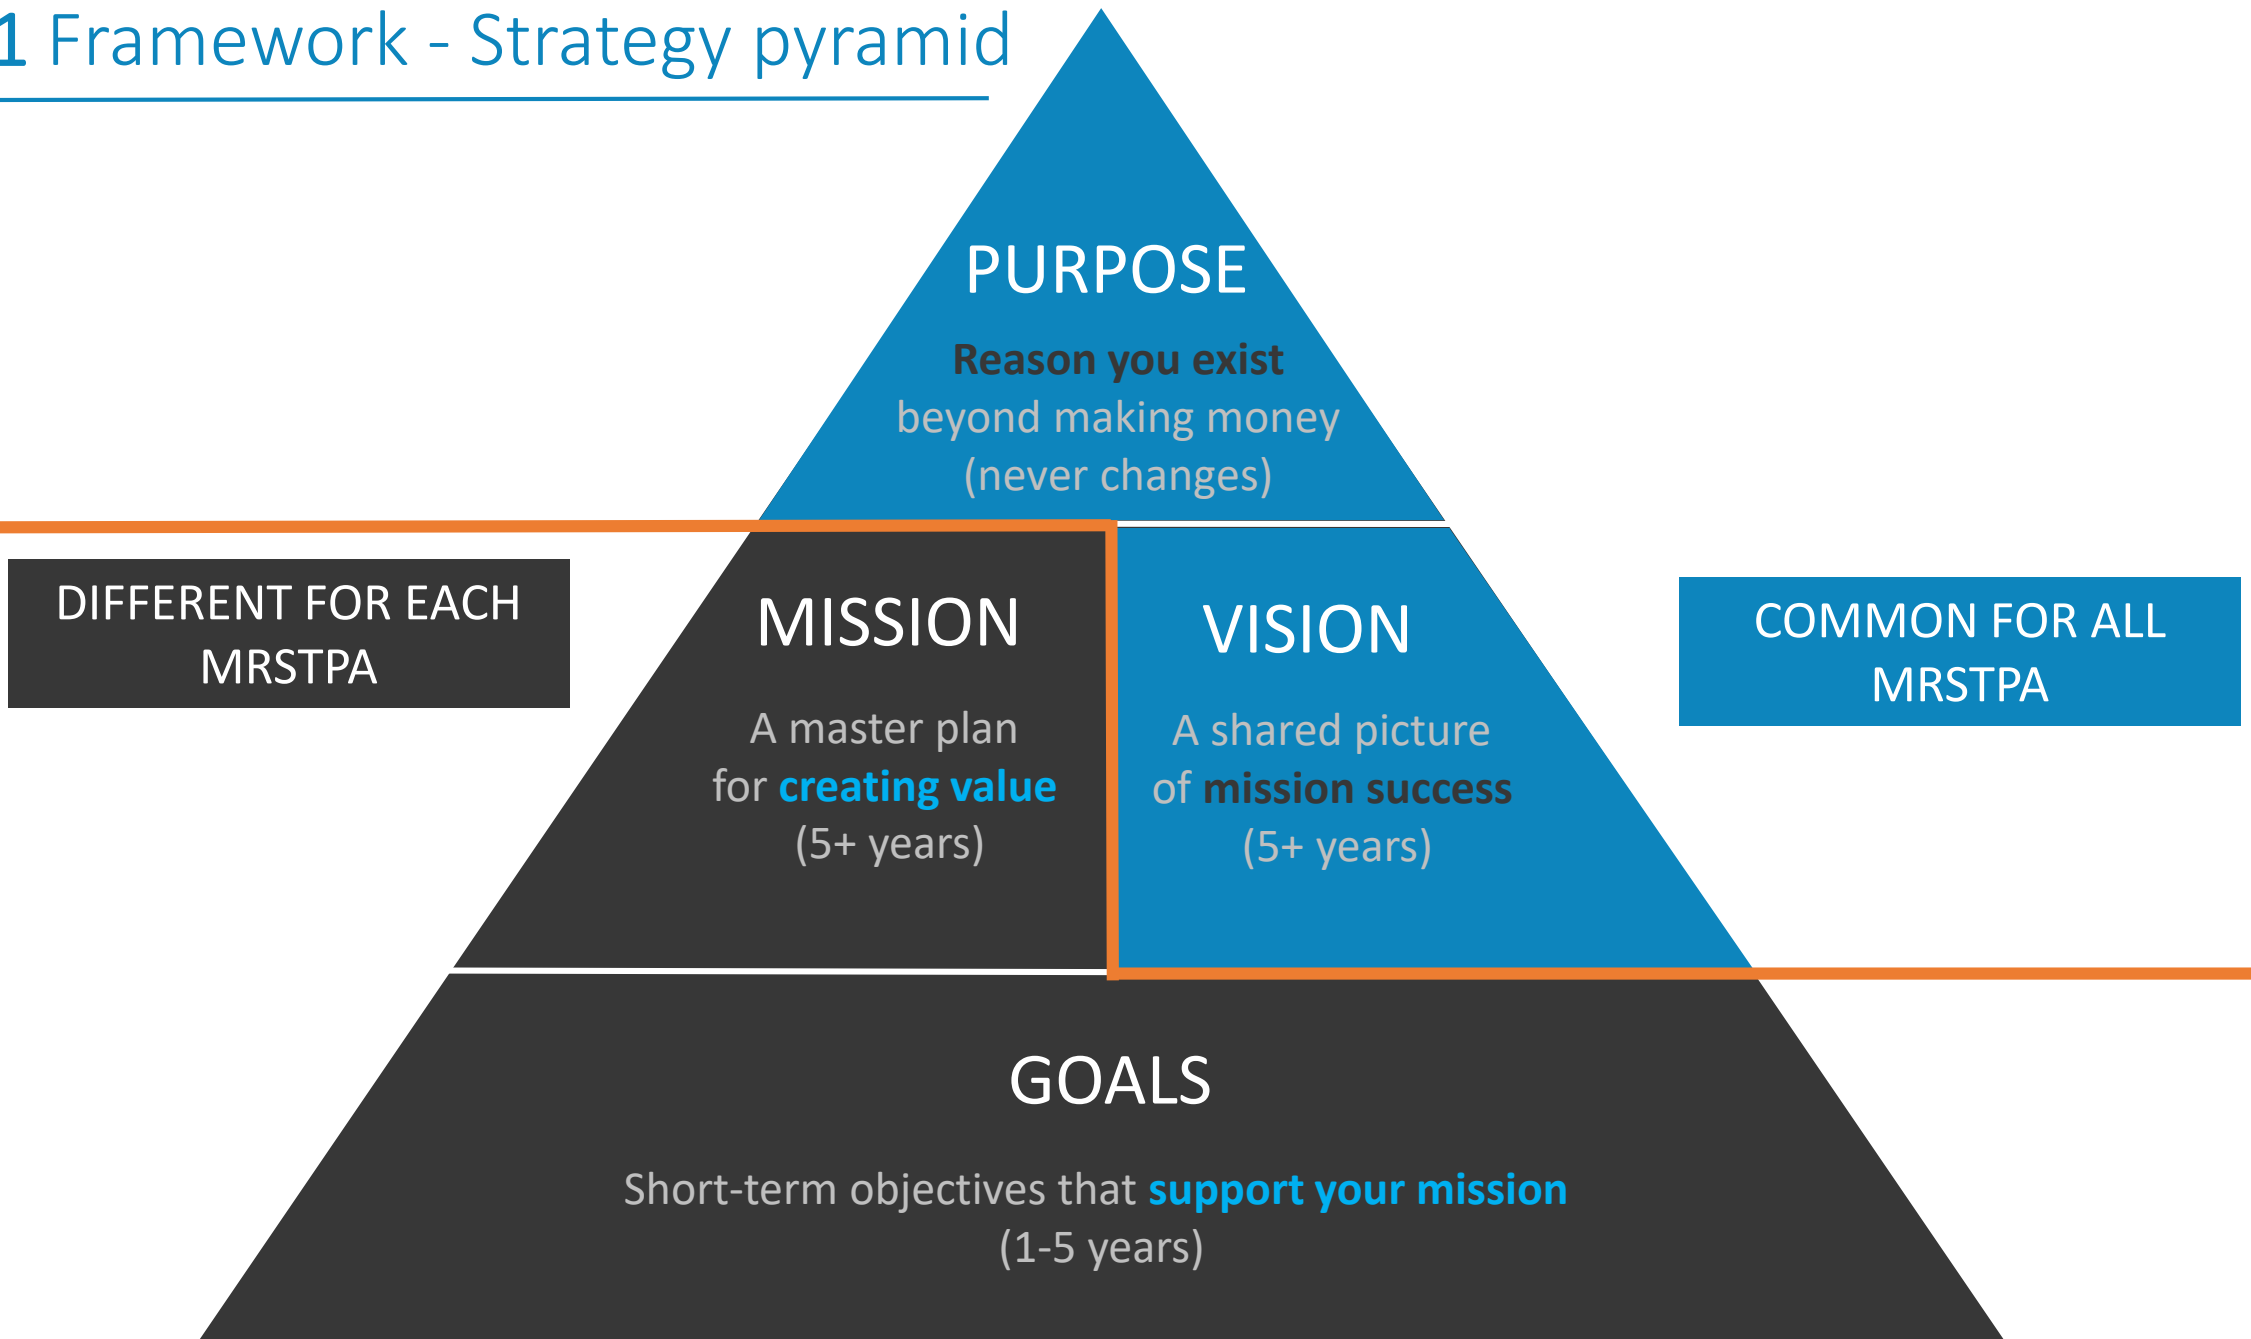 1 Framework - Strategy pyramid
PURPOSE
Reason you exist
beyond making money
(never changes)
DIFFERENT FOR EACH
MRSTPA
MISSION
A master plan
for creating value
(5+ years)
VISION
A shared picture
of mission success
(5+ years)
COMMON FOR ALL
MRSTPA
GOALS
Short-term objectives that support your mission
(1-5 years)